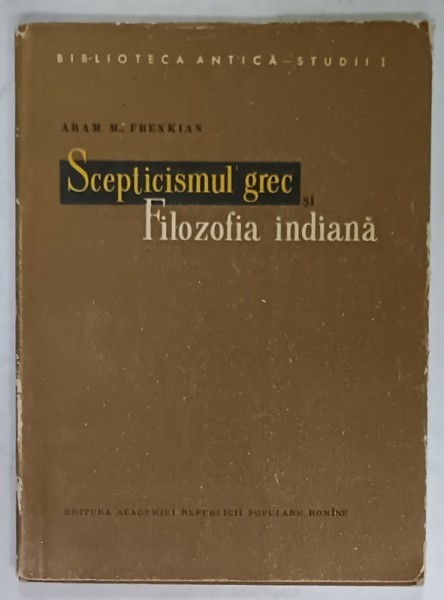 BIBLIOTECA ANTICĂ – STUDII I
ARAM M. FRENKIAN
Scepticismul grec
și
Filozofia indiană
EDITURA ACADEMIEI REPUBLICII POPULARE ROMÎNE